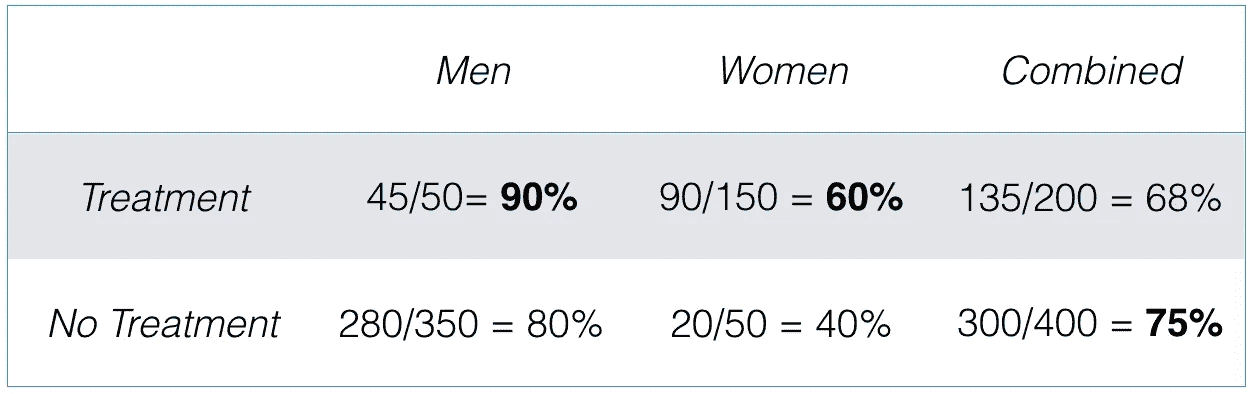 Men Women Combined
Treatment 45/50= 90% 90/150 = 60% 135/200 = 68%
No Treatment 280/350 = 80% 20/50 = 40% 300/400 = 75%